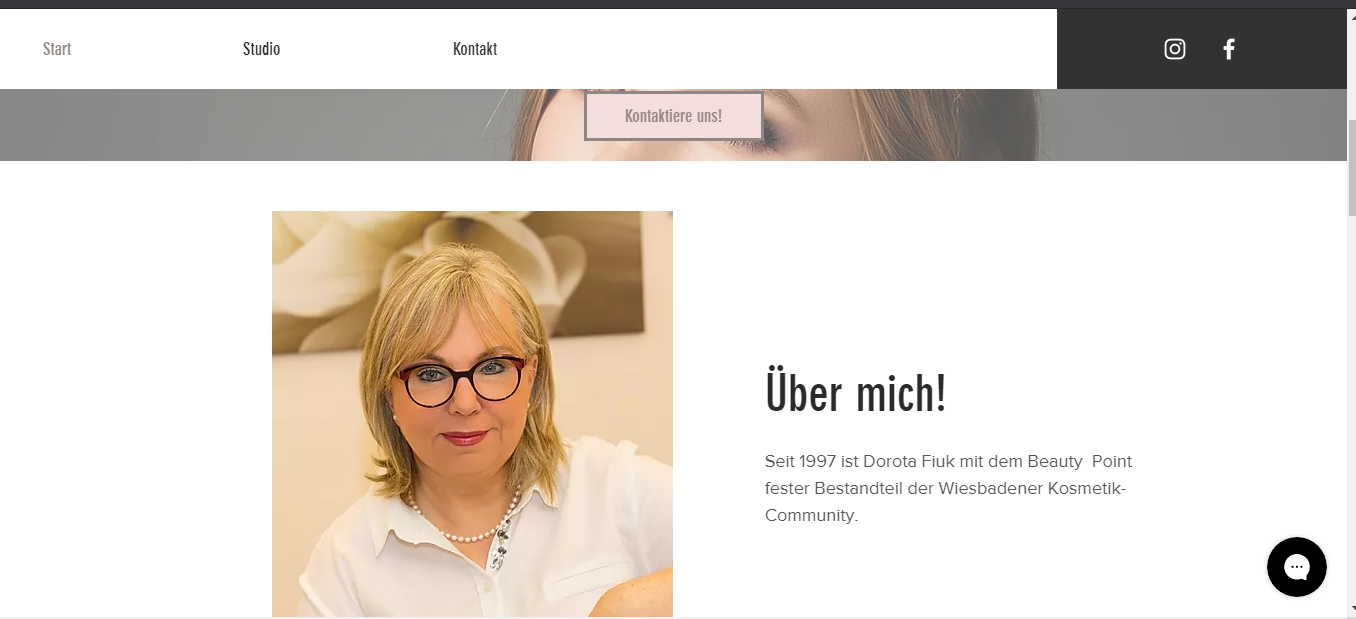 Start
Studio
Kontakt
Kontaktiere uns!
Über mich!
Seit 1997 ist Dorota Fiuk mit dem Beauty  Point
fester Bestandteil der Wiesbadener Kosmetik-
Community.